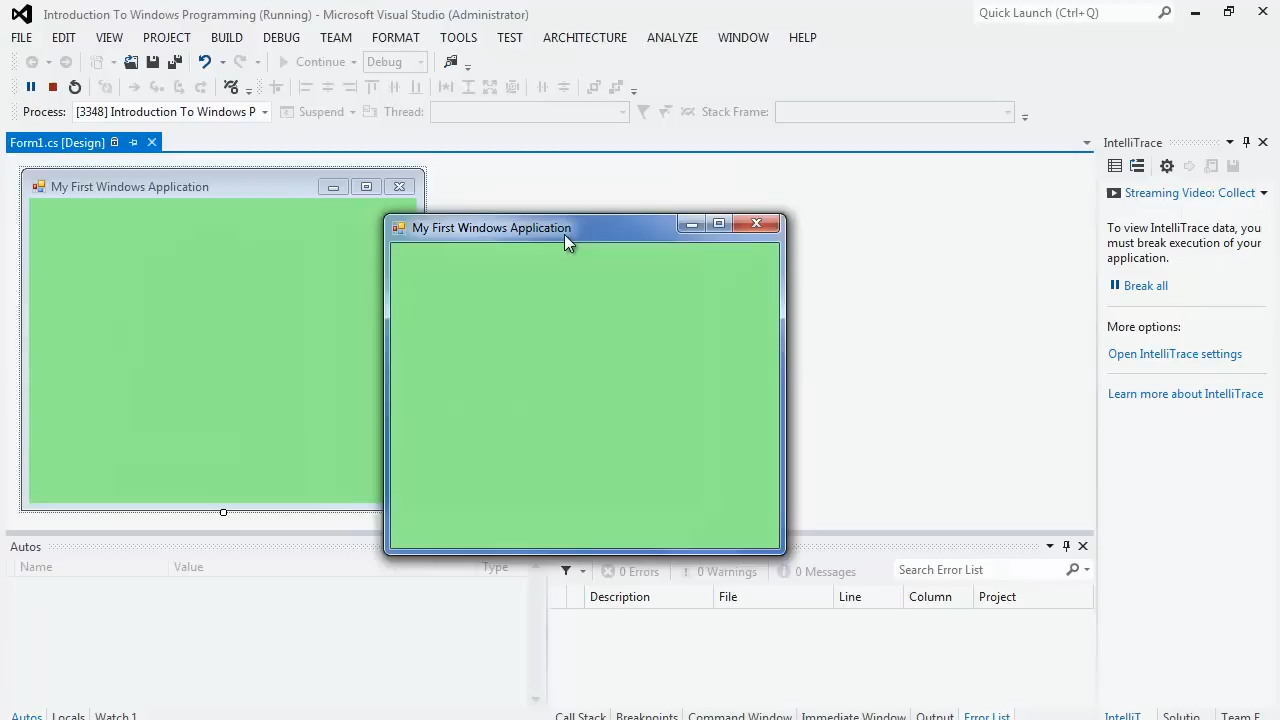 Introduction To Windows Programming (Running) - Microsoft Visual Studio (Administrator)
Quick Launch (Ctrl+Q)
FILE EDIT VIEW PROJECT BUILD DEBUG TEAM FORMAT TOOLS TEST ARCHITECTURE ANALYZE WINDOW HELP
Continue Debug
Process: [3348] Introduction To Windows P Suspend Thread: Stack Frame:
Form1.cs [Design]
My First Windows Application
My First Windows Application
IntelliTrace
Streaming Video: Collect
To view IntelliTrace data, you
must break execution of your
application.
Break all
More options:
Open IntelliTrace settings
Learn more about IntelliTrace
Autos
Name Value Type
0 Errors 0 Warnings 0 Messages Search Error List
Description File Line Column Project
Autos Locals Watch 1
Call Stack Breakpoints Command Window Immediate Window Output Error List
IntelliT... Solutio... Team E...